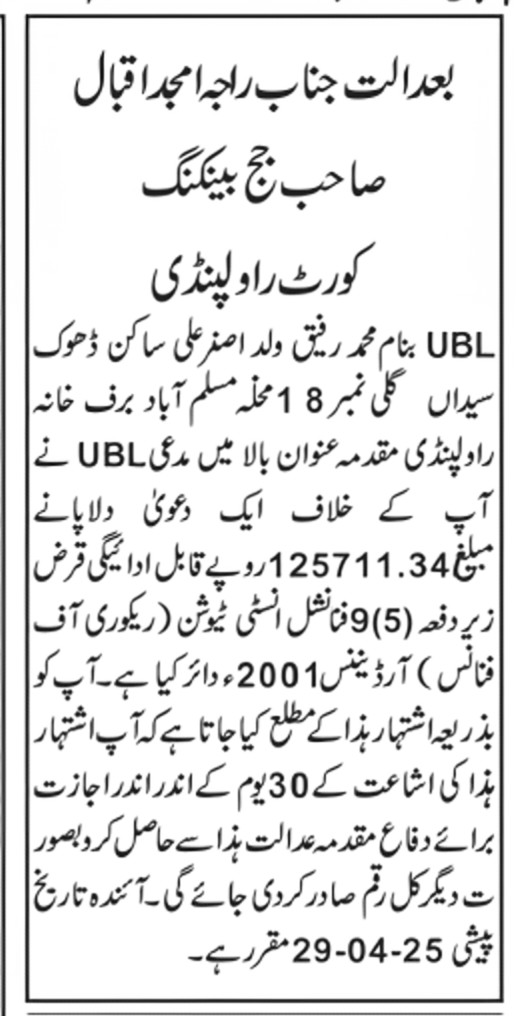 بعدالت جناب راجہ امجد اقبال
صاحب جج بینکنگ
کورٹ راولپنڈی
UBL بنام محمد رفیق ولد اصغر علی ساکن ڈھوک
سیداں گلی نمبر 18 محلہ مسلم آباد برف خانہ
راولپنڈی مقدمہ عنوان بالا میں مدعی UBL نے
آپ کے خلاف ایک دعویٰ دلاپانے
مبلغ 125711.34 روپے قابل ادائیگی قرض
زیر دفعہ (5)9 فنانشل انسٹی ٹیوشن (ریکوری آف
فنانس) آرڈیننس 2001ء دائر کیا ہے۔ آپ کو
بذریعہ اشتہار ہذا کے مطلع کیا جاتا ہے کہ آپ اشتہار
ہذا کی اشاعت کے 30 یوم کے اندر اندر اجازت
برائے دفاع مقدمہ عدالت ہذا سے حاصل کرو بصور
ت دیگر کل رقم صادر کر دی جائے گی۔ آئندہ تاریخ
پیشی 25-04-29 مقرر ہے۔